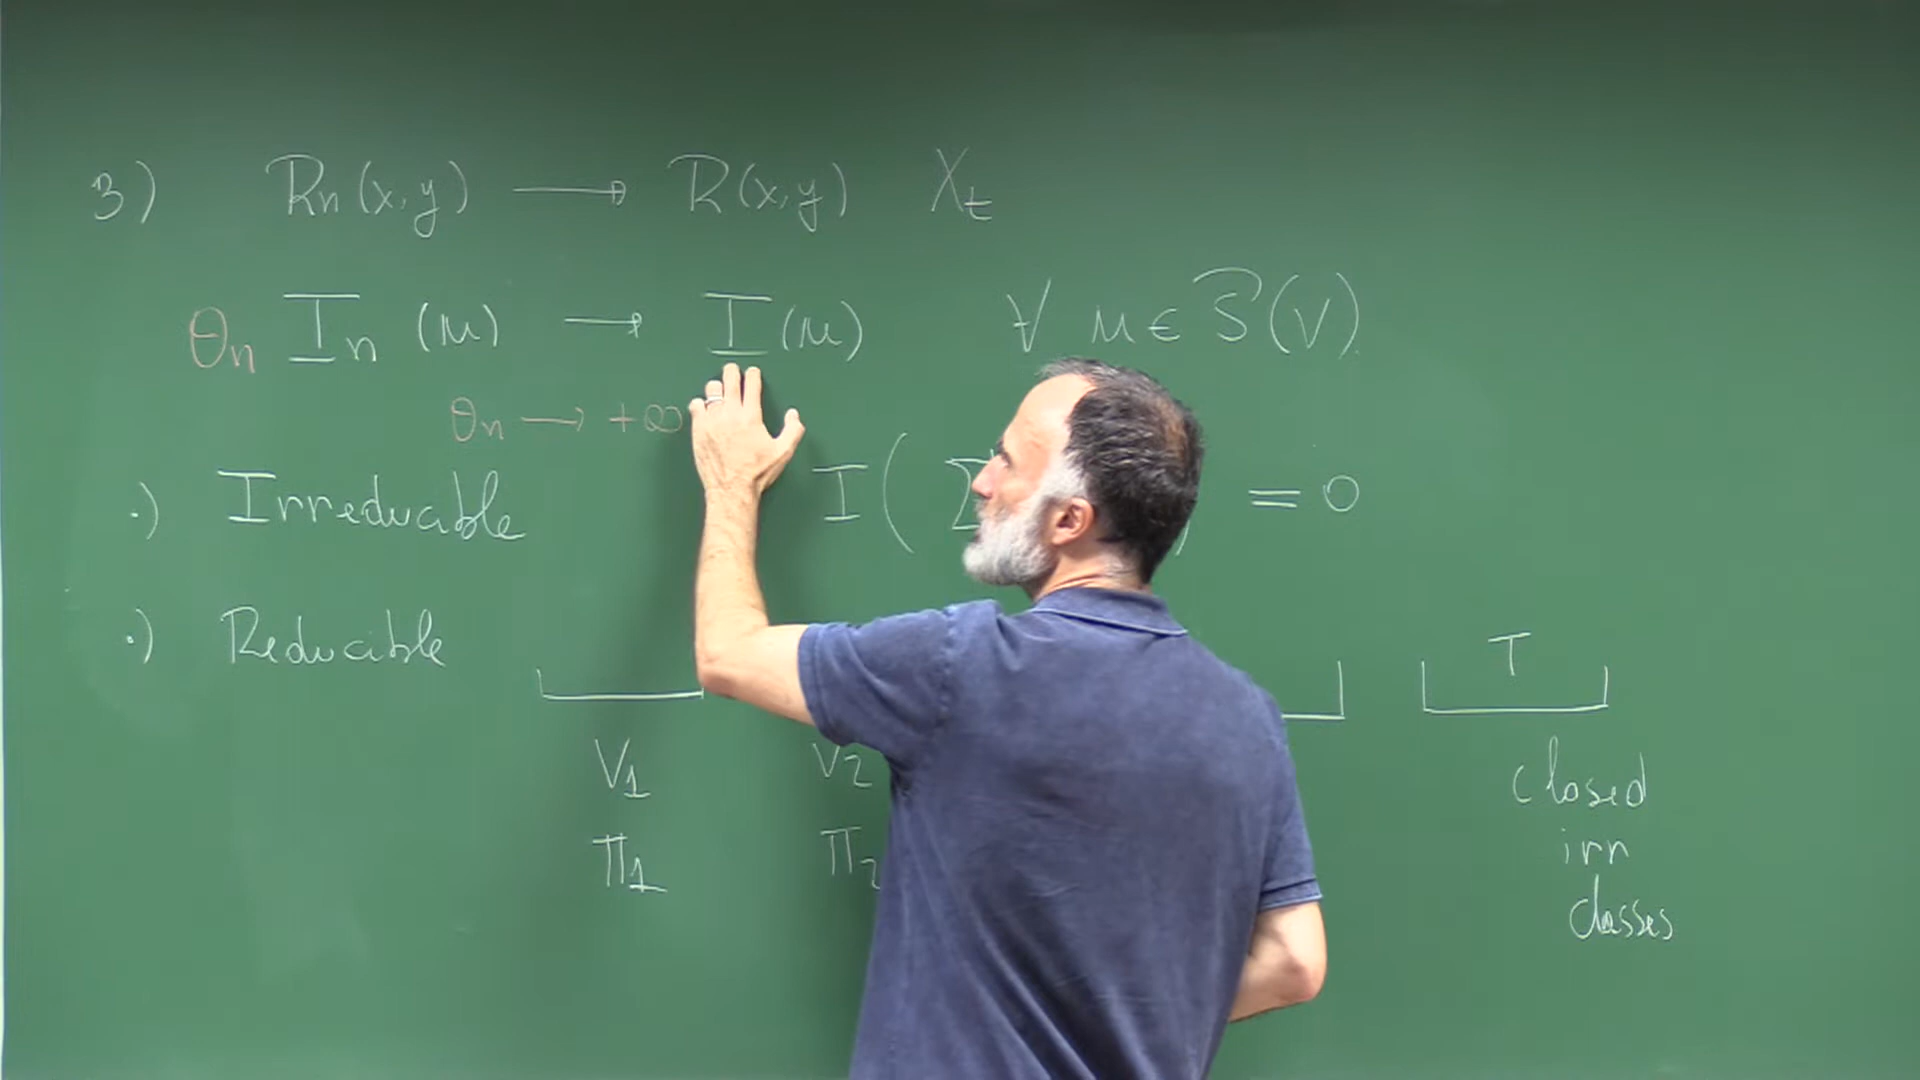 3) Rn(x,y) → R(x,y) Xt
θn In(μ) → I(μ) ∀ μ ∈ P(V).
θn → +∞
.) Irreducible I( Σ ) = 0
.) Reducible T
V1 V2 closed
irr
Π1 Π2 classes